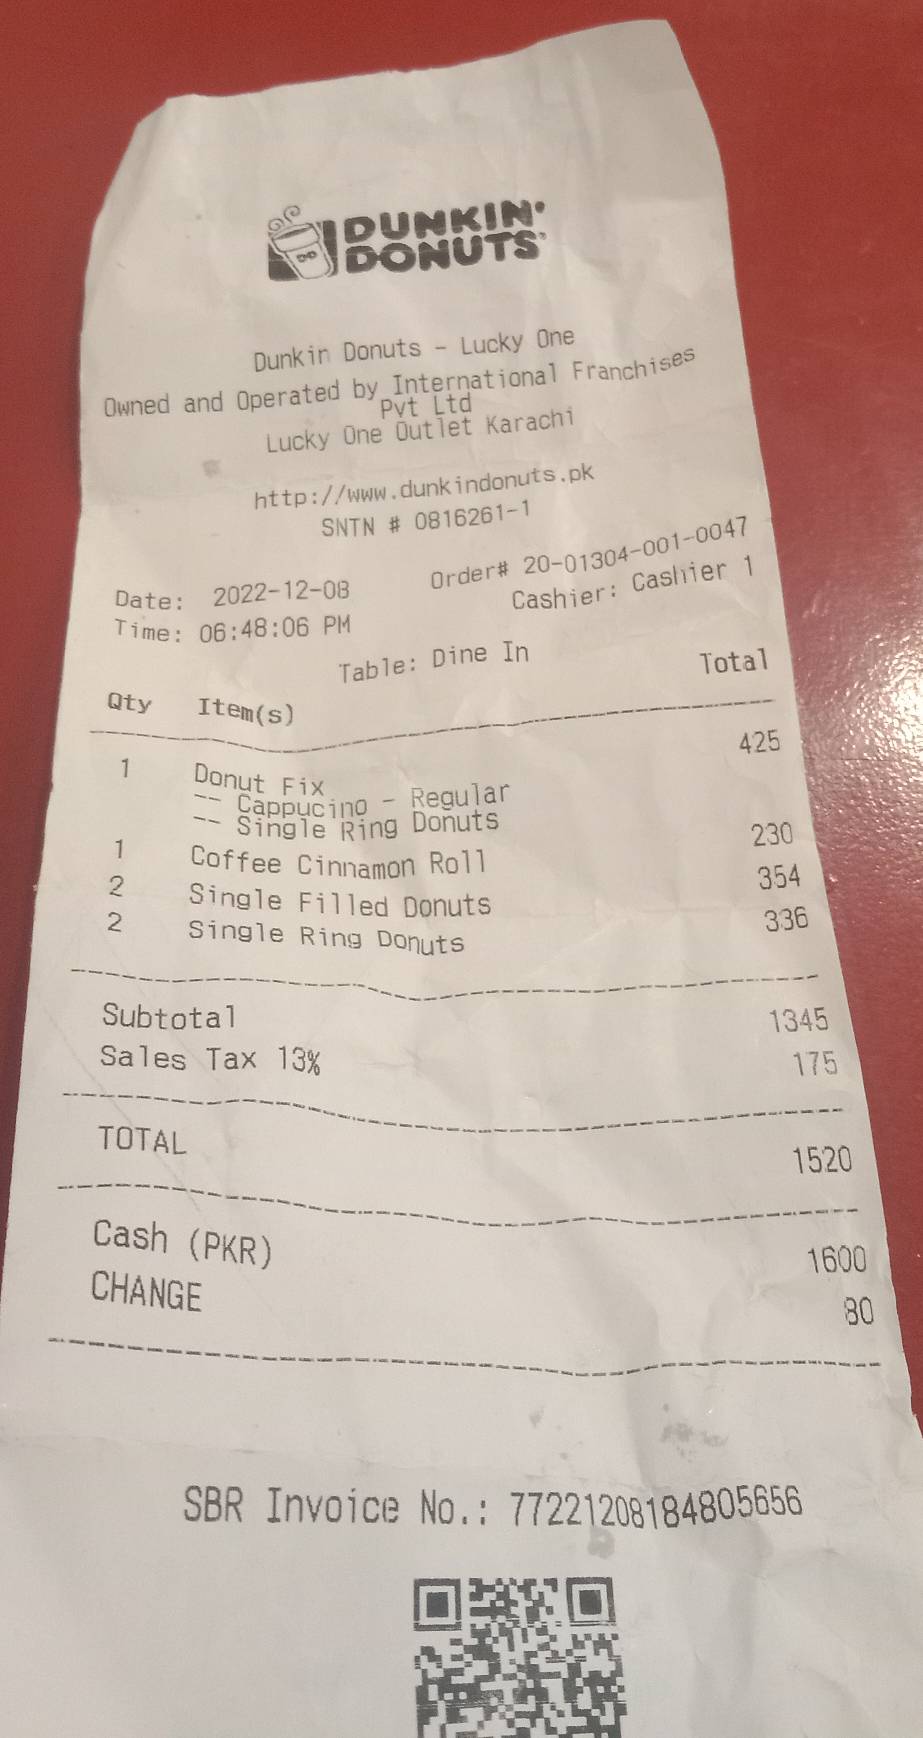 DUNKIN'
DONUTS
Dunkin Donuts - Lucky One
Owned and Operated by International Franchises
Pvt Ltd
Lucky One Outlet Karachi
http://www.dunkindonuts.pk
SNTN # 0816261-1
Date: 2022-12-08 Order# 20-01304-001-0047
Time: 06:48:06 PM Cashier: Cashier 1
Table: Dine In
Qty Item(s) Total
1 Donut Fix 425
-- Cappucino - Regular
-- Single Ring Donuts
1 Coffee Cinnamon Roll 230
2 Single Filled Donuts 354
2 Single Ring Donuts 336
Subtotal 1345
Sales Tax 13% 175
TOTAL 1520
Cash (PKR) 1600
CHANGE 80
SBR Invoice No.: 77221208184805656